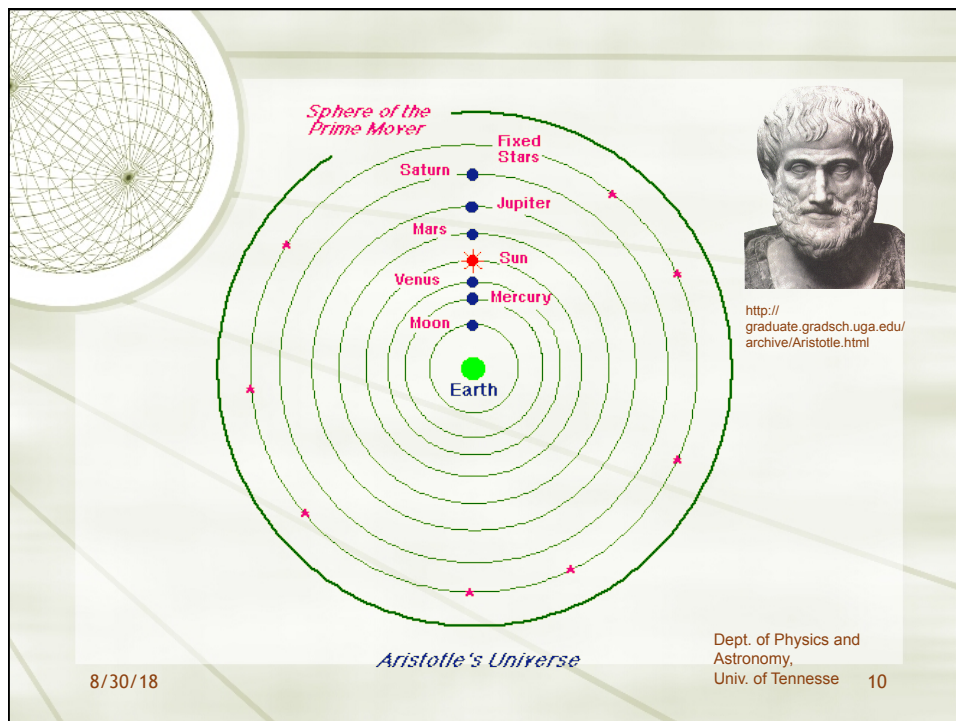 Sphere of the
Prime Mover
Fixed
Stars
Saturn
Jupiter
Mars
Sun
Venus
Mercury
Moon
Earth
http://
graduate.gradsch.uga.edu/
archive/Aristotle.html
Aristotle's Universe
Dept. of Physics and
Astronomy,
Univ. of Tennesse
8/30/18
10